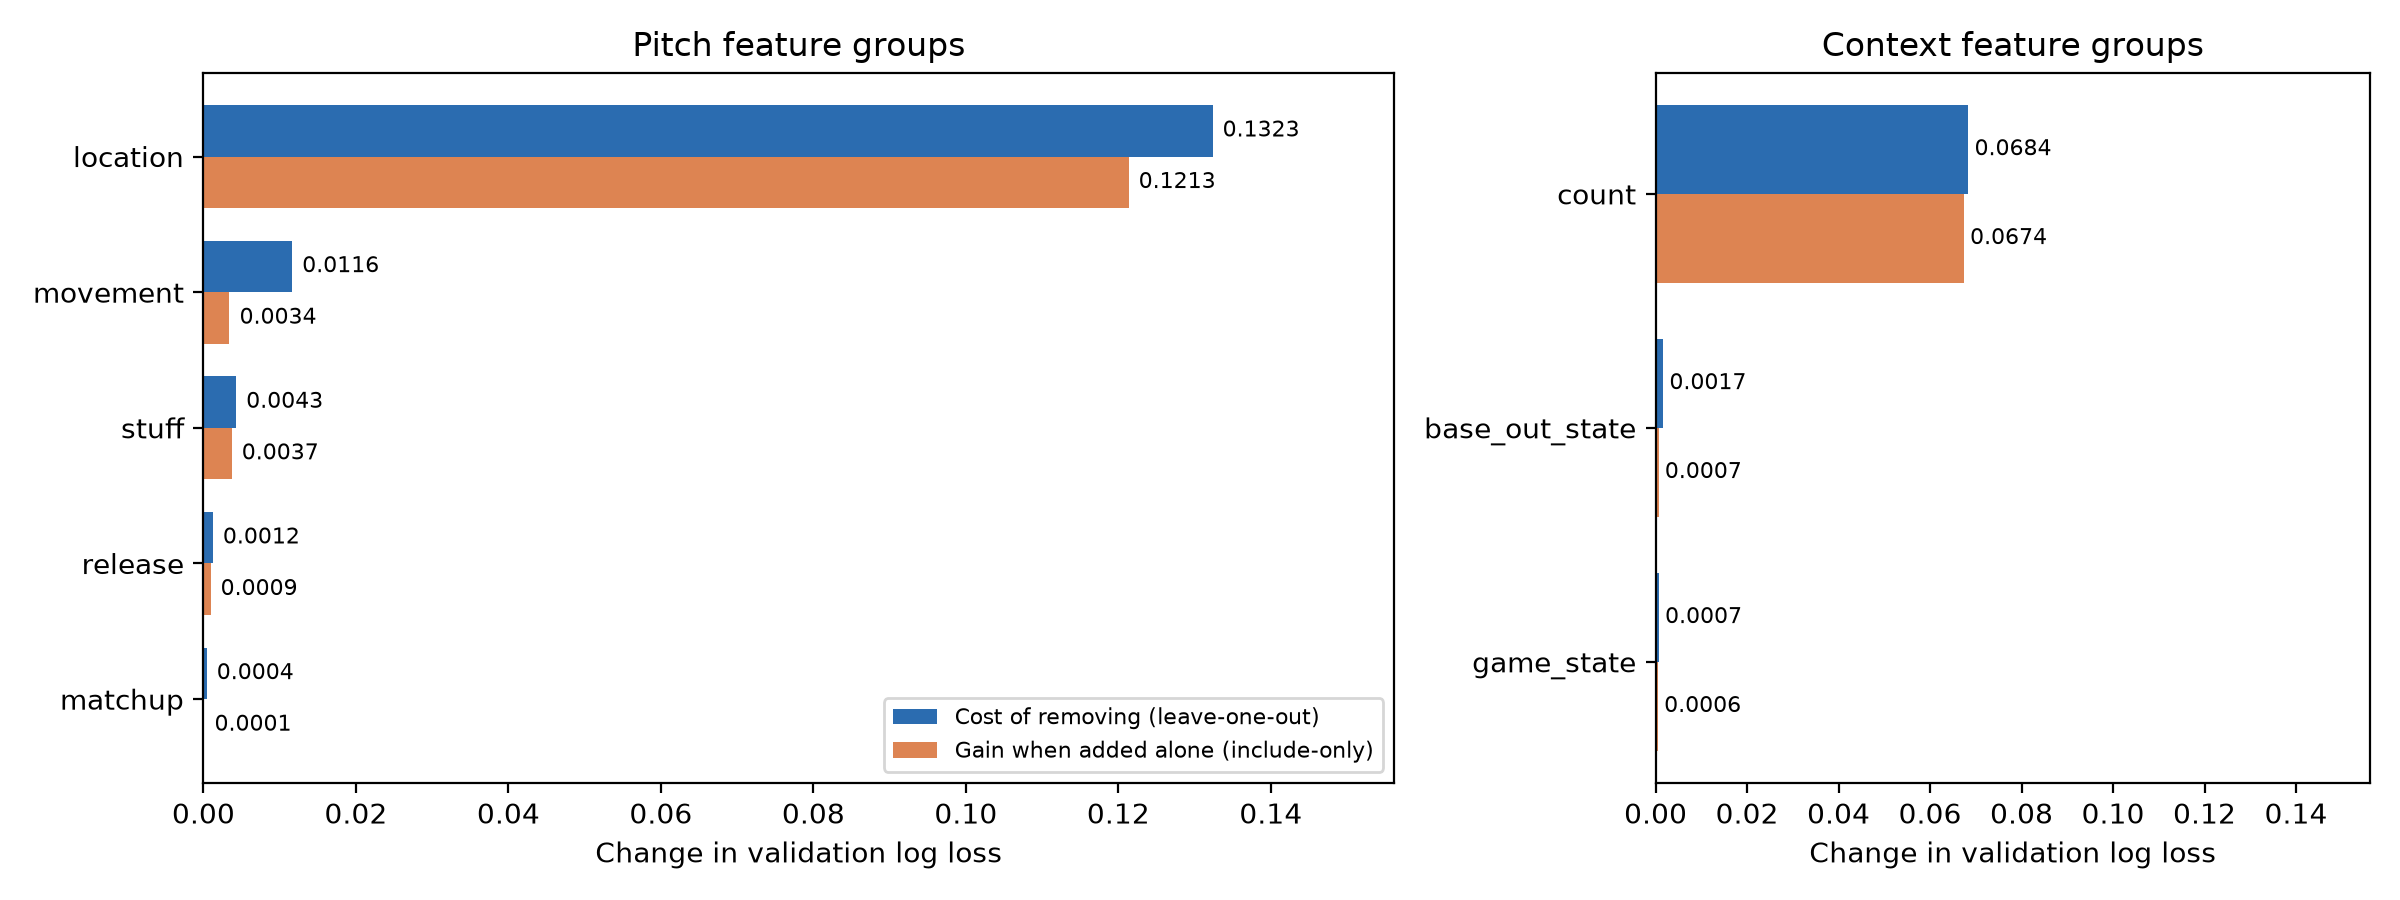 Pitch feature groups
location
0.1323
0.1213
movement
0.0116
0.0034
stuff
0.0043
0.0037
release
0.0012
0.0009
matchup
0.0004
0.0001
Cost of removing (leave-one-out)
Gain when added alone (include-only)
0.00 0.02 0.04 0.06 0.08 0.10 0.12 0.14
Change in validation log loss
Context feature groups
count
0.0684
0.0674
base_out_state
0.0017
0.0007
game_state
0.0007
0.0006
0.00 0.02 0.04 0.06 0.08 0.10 0.12 0.14
Change in validation log loss